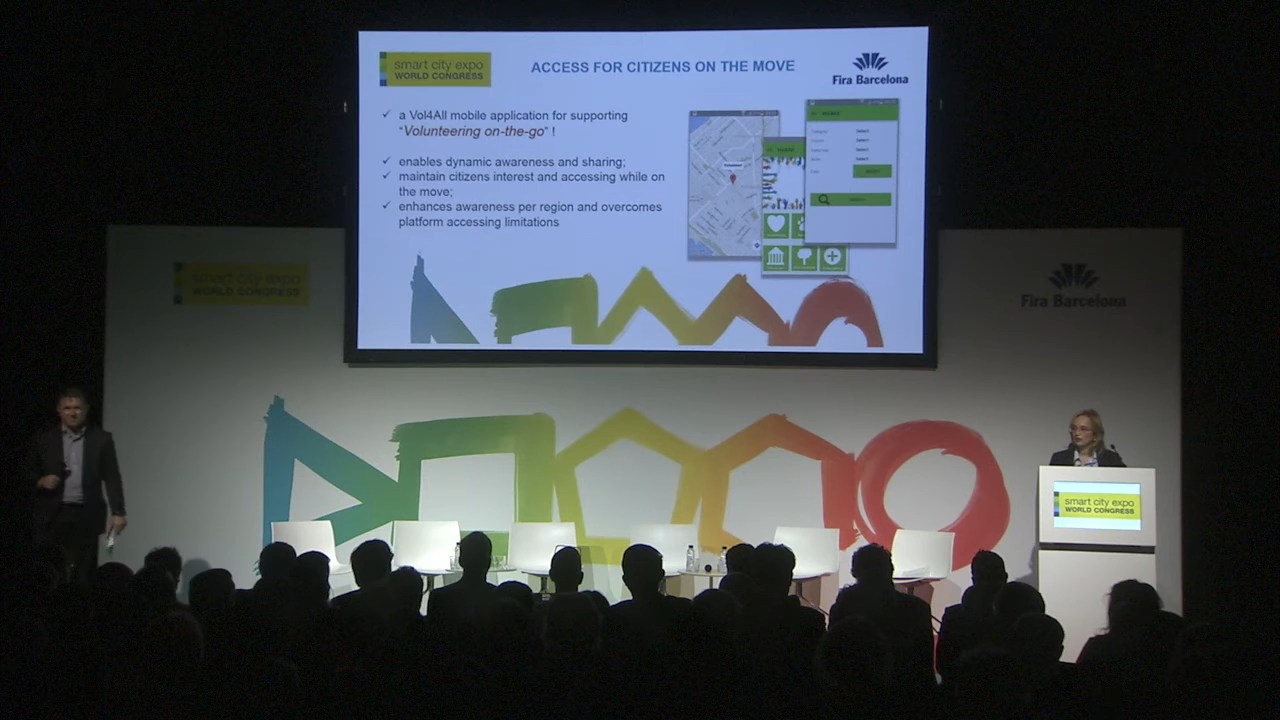 smart city expo
WORLD CONGRESS
ACCESS FOR CITIZENS ON THE MOVE
Fira Barcelona
✓ a Vol4All mobile application for supporting
"Volunteering on-the-go" !
✓ enables dynamic awareness and sharing;
✓ maintain citizens interest and accessing while on
the move;
✓ enhances awareness per region and overcomes
platform accessing limitations
smart city expo
WORLD CONGRESS
Fira Barcelona
smart city expo
WORLD CONGRESS